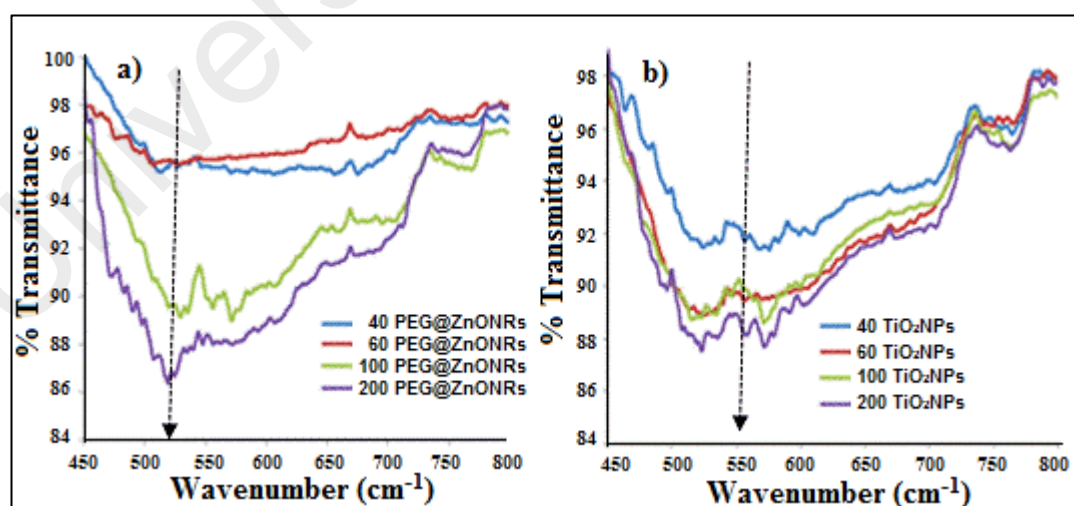 Univers
a)
% Transmittance
100
98
96
94
92
90
88
86
84
450 500 550 600 650 700 750 800
Wavenumber (cm⁻¹)
40 PEG@ZnONRs
60 PEG@ZnONRs
100 PEG@ZnONRs
200 PEG@ZnONRs
b)
% Transmittance
98
96
94
92
90
88
86
84
450 500 550 600 650 700 750 800
Wavenumber (cm⁻¹)
40 TiO₂NPs
60 TiO₂NPs
100 TiO₂NPs
200 TiO₂NPs